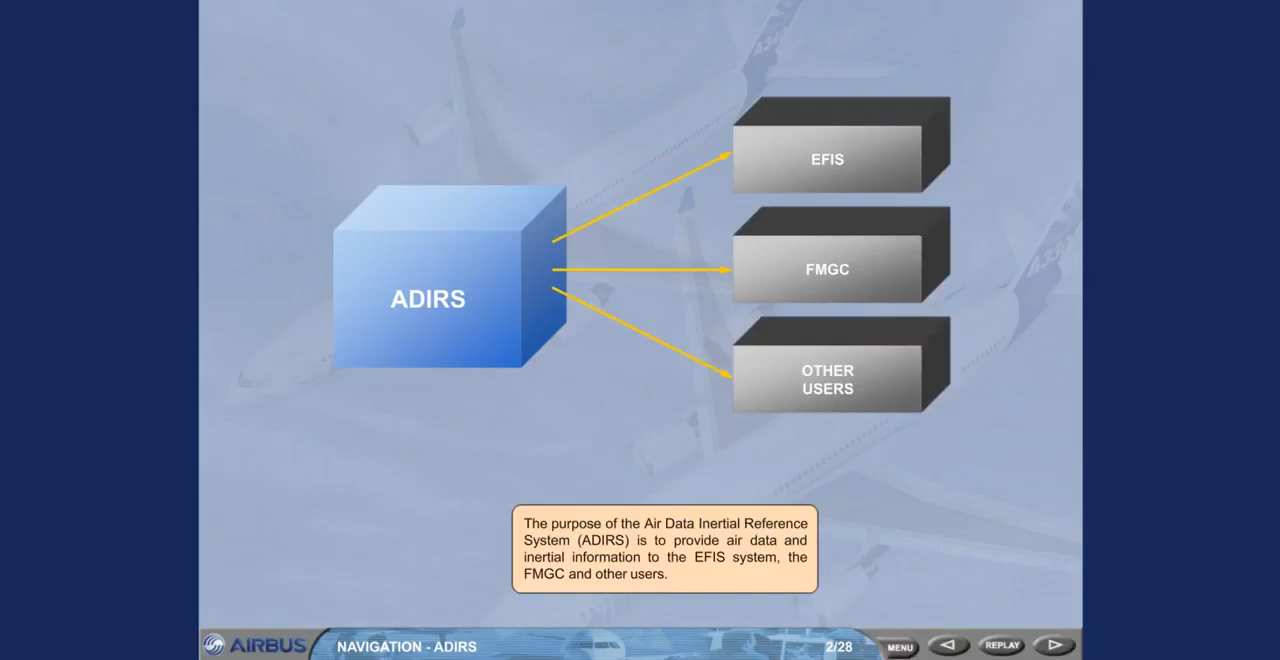 A340
A330
EFIS
FMGC
ADIRS
OTHER
USERS
The purpose of the Air Data Inertial Reference
System (ADIRS) is to provide air data and
inertial information to the EFIS system, the
FMGC and other users.
AIRBUS
NAVIGATION - ADIRS
2/28
MENU
REPLAY